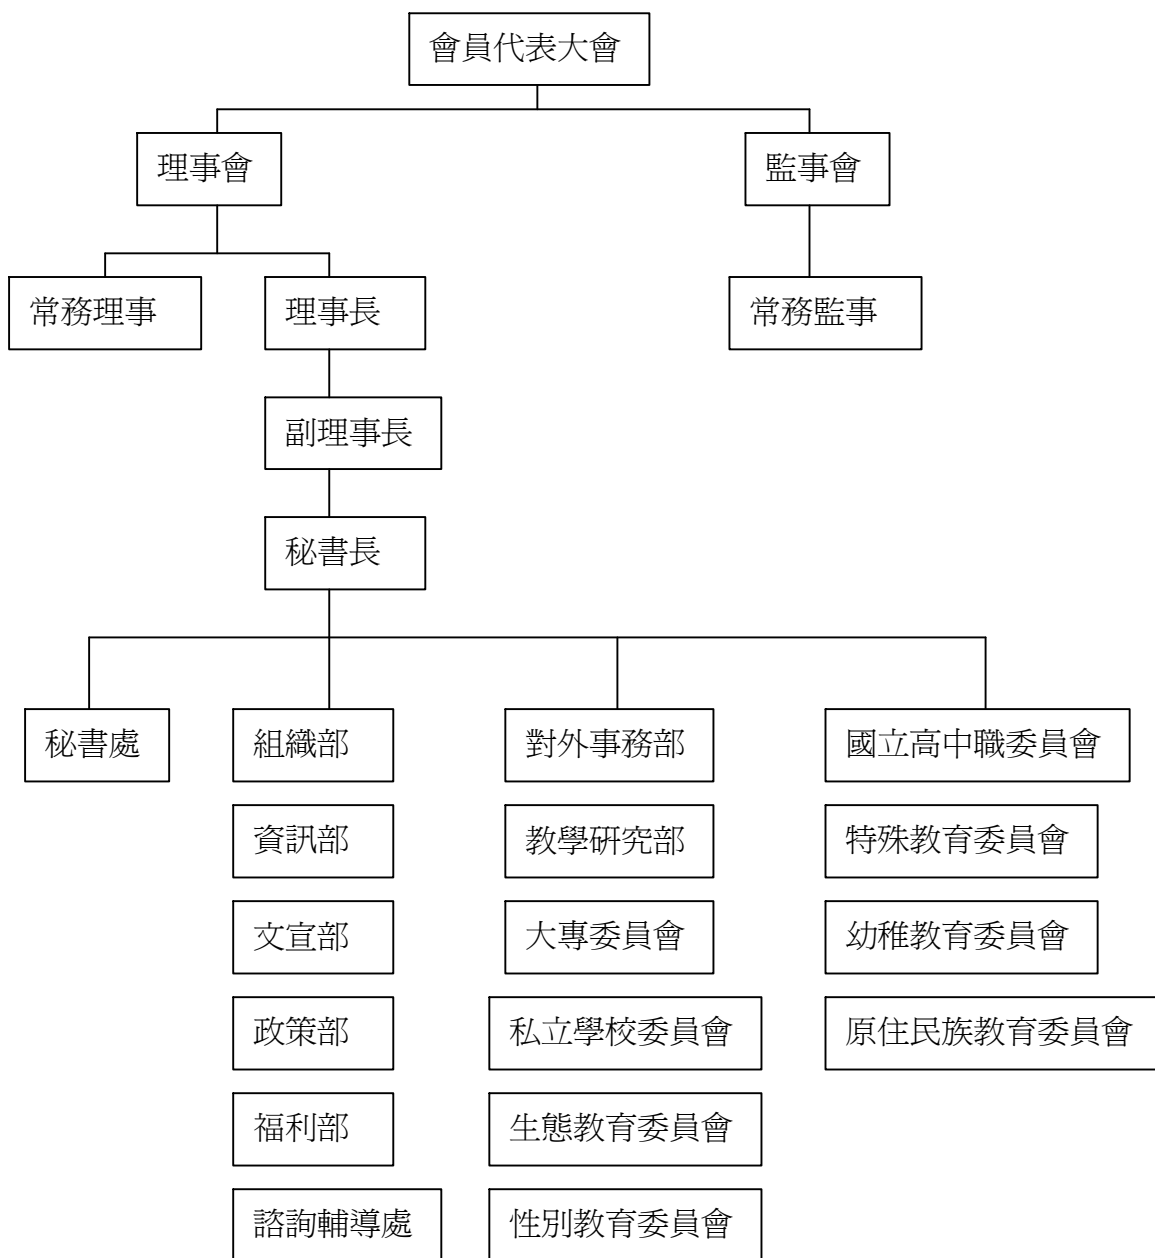 會員代表大會
理事會
監事會
常務理事
理事長
常務監事
副理事長
秘書長
秘書處
組織部
對外事務部
國立高中職委員會
資訊部
教學研究部
特殊教育委員會
文宣部
大專委員會
幼稚教育委員會
政策部
私立學校委員會
原住民族教育委員會
福利部
生態教育委員會
諮詢輔導處
性別教育委員會